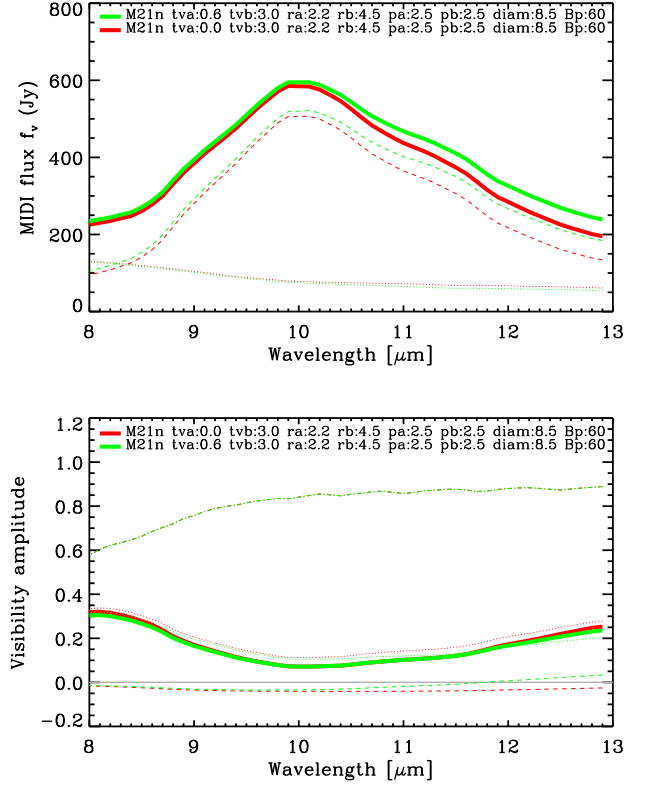 800
M21n tva:0.6 tvb:3.0 ra:2.2 rb:4.5 pa:2.5 pb:2.5 diam:8.5 Bp:60
M21n tva:0.0 tvb:3.0 ra:2.2 rb:4.5 pa:2.5 pb:2.5 diam:8.5 Bp:60
600
400
200
0
MIDI flux fν (Jy)
8 9 10 11 12 13
Wavelength [μm]
1.2
M21n tva:0.0 tvb:3.0 ra:2.2 rb:4.5 pa:2.5 pb:2.5 diam:8.5 Bp:60
M21n tva:0.6 tvb:3.0 ra:2.2 rb:4.5 pa:2.5 pb:2.5 diam:8.5 Bp:60
1.0
0.8
0.6
0.4
0.2
0.0
−0.2
Visibility amplitude
8 9 10 11 12 13
Wavelength [μm]